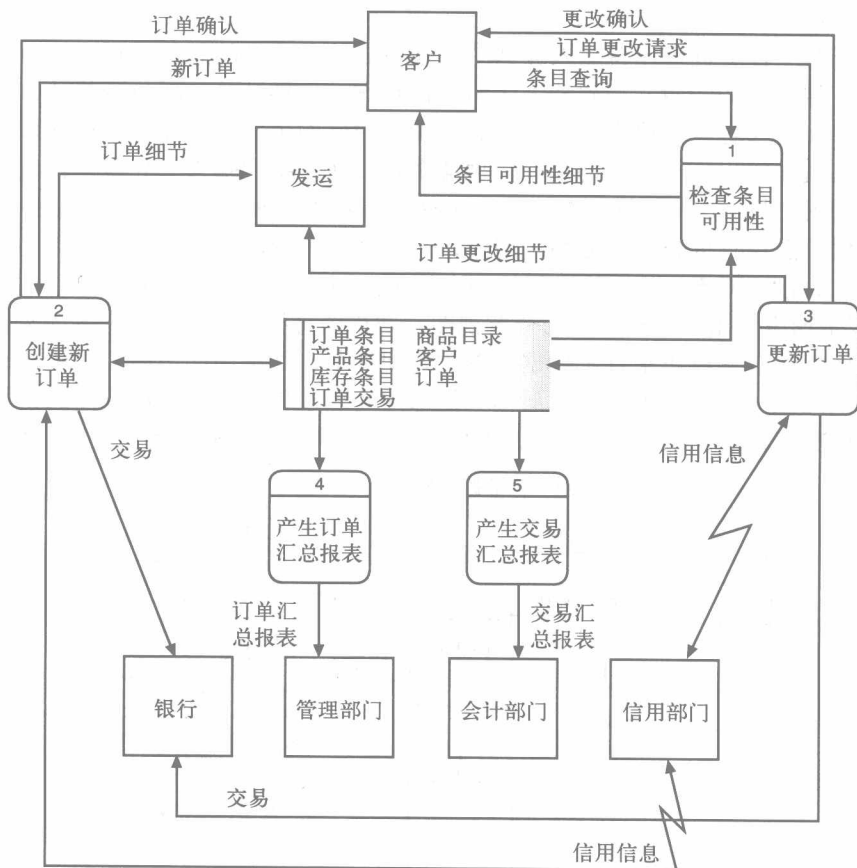 订单确认
更改确认
客户
订单更改请求
新订单
条目查询
1
订单细节
发运
条目可用性细节
检查条目
可用性
订单更改细节
2
创建新
订单
订单条目 商品目录
产品条目 客户
库存条目 订单
订单交易
3
更新订单
交易
信用信息
4
产生订单
汇总报表
5
产生交易
汇总报表
订单汇
总报表
交易汇
总报表
银行
管理部门
会计部门
信用部门
交易
信用信息